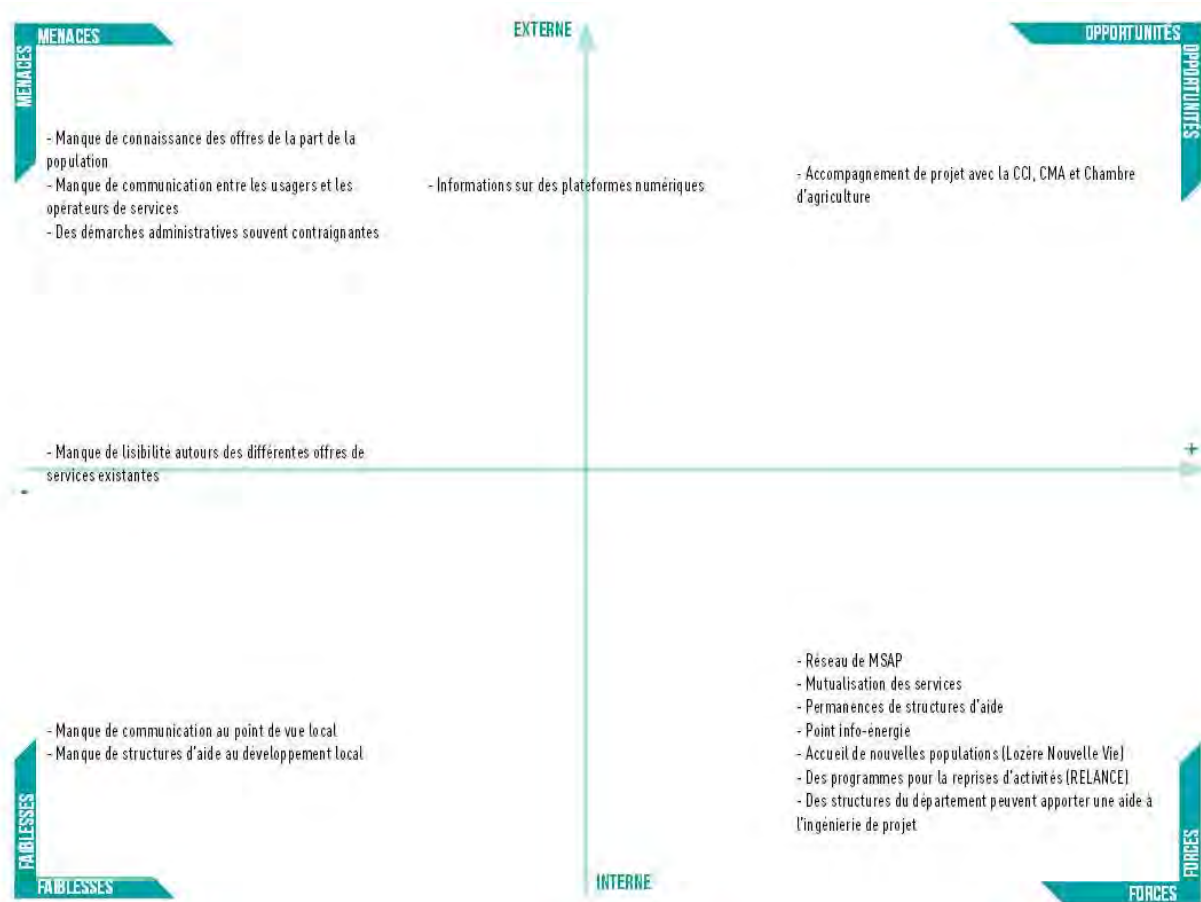 MENACES
MENACES
EXTERNE
OPPORTUNITÉS
OPPORTUNITÉS
- Manque de connaissance des offres de la part de la
population
- Manque de communication entre les usagers et les
opérateurs de services
- Des démarches administratives souvent contraignantes
- Informations sur des plateformes numériques
- Accompagnement de projet avec la CCI, CMA et Chambre
d'agriculture
- Manque de lisibilité autours des différentes offres de
services existantes
-
+
- Manque de communication au point de vue local
- Manque de structures d'aide au développement local
- Réseau de MSAP
- Mutualisation des services
- Permanences de structures d'aide
- Point info-énergie
- Accueil de nouvelles populations (Lozère Nouvelle Vie)
- Des programmes pour la reprises d'activités (RELANCE)
- Des structures du département peuvent apporter une aide à
l'ingénierie de projet
FAIBLESSES
FAIBLESSES
INTERNE
FORCES
FORCES